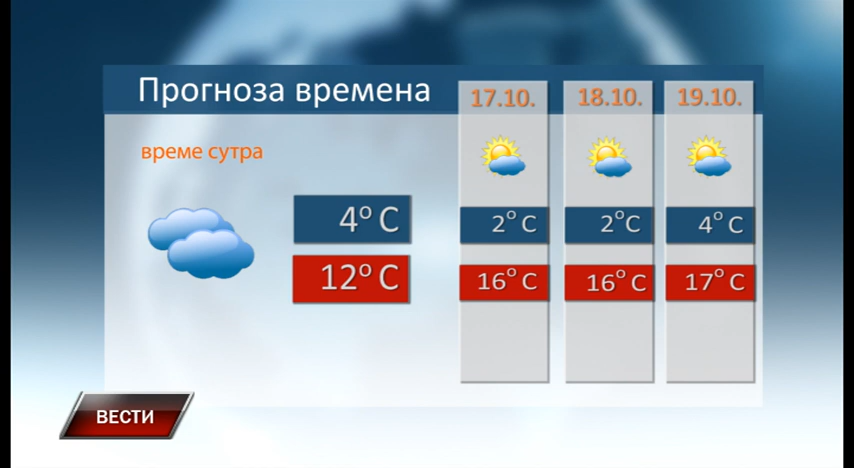 Прогноза времена
време сутра
4° C
12° C
17.10.
2° C
16° C
18.10.
2°C
16° C
19.10.
4° C
17° C
ВЕСТИ